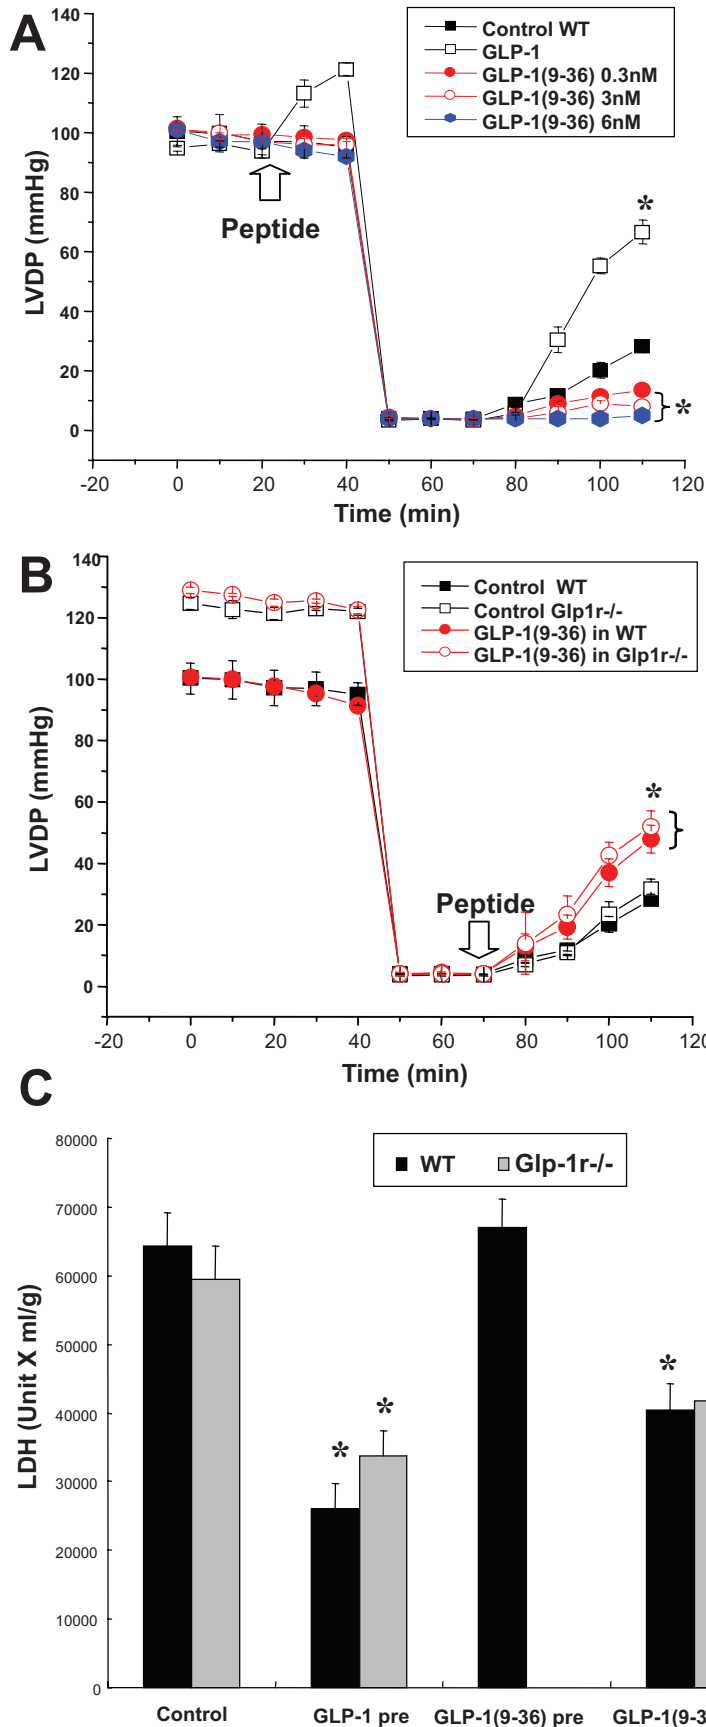 A
LVDP (mmHg)
140
120
100
80
60
40
20
0
-20 0 20 40 60 80 100 120
Time (min)
Control WT
GLP-1
GLP-1(9-36) 0.3nM
GLP-1(9-36) 3nM
GLP-1(9-36) 6nM
Peptide
*
*
B
LVDP (mmHg)
140
120
100
80
60
40
20
0
-20 0 20 40 60 80 100 120
Time (min)
Control WT
Control Glp1r-/-
GLP-1(9-36) in WT
GLP-1(9-36) in Glp1r-/-
*
Peptide
C
LDH (Unit X ml/g)
80000
70000
60000
50000
40000
30000
20000
10000
0
WT Glp-1r-/-
* *
*
Control GLP-1 pre GLP-1(9-36) pre GLP-1(9-3